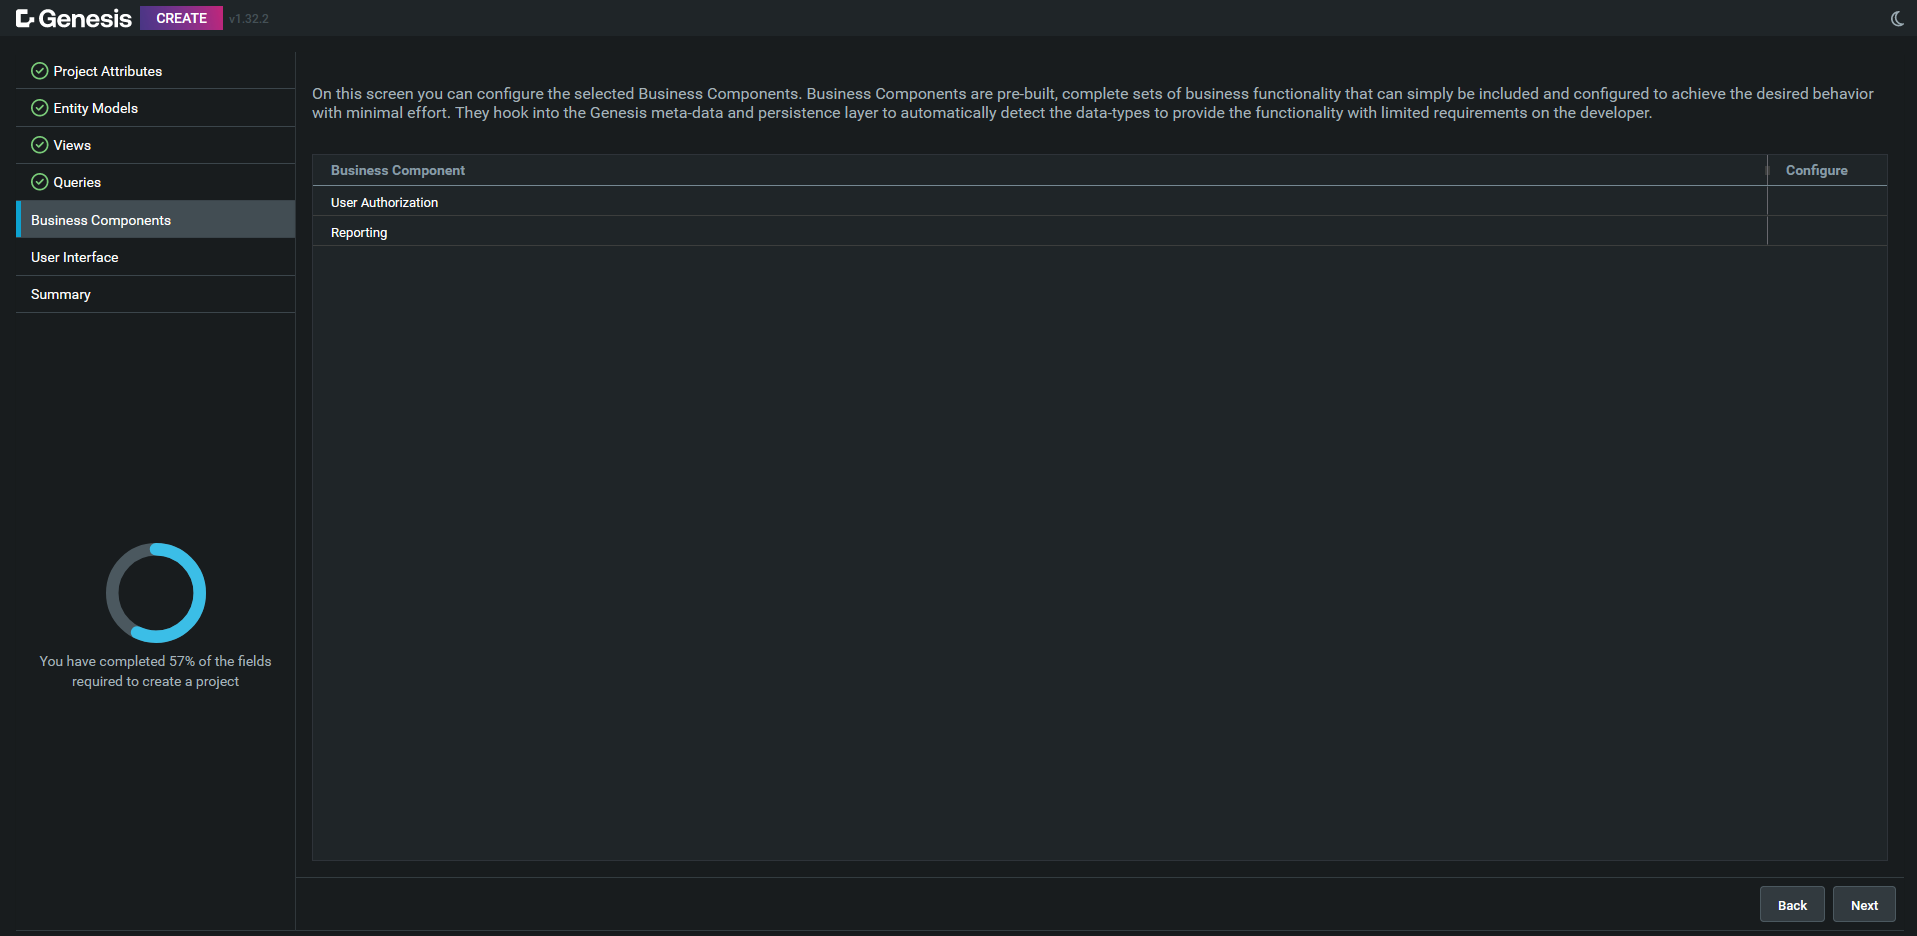 Genesis CREATE v1.32.2
Project Attributes
Entity Models
Views
Queries
Business Components
User Interface
Summary
You have completed 57% of the fields
required to create a project
On this screen you can configure the selected Business Components. Business Components are pre-built, complete sets of business functionality that can simply be included and configured to achieve the desired behavior
with minimal effort. They hook into the Genesis meta-data and persistence layer to automatically detect the data-types to provide the functionality with limited requirements on the developer.
Business Component Configure
User Authorization
Reporting
Back Next